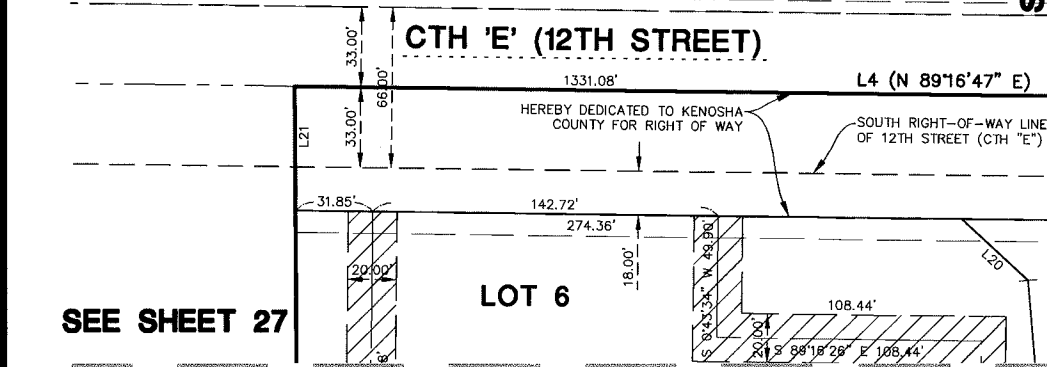 33.00'
66.00'
CTH 'E' (12TH STREET)
1331.08'
L4 (N 89°16'47" E)
HEREBY DEDICATED TO KENOSHA
COUNTY FOR RIGHT OF WAY
SOUTH RIGHT-OF-WAY LINE
OF 12TH STREET (CTH "E")
L21
33.00'
31.85'
142.72'
274.36'
20.00'
18.00'
S 0°43'34" W 49.90'
L20
LOT 6
SEE SHEET 27
108.44'
20.00'
S 89°16'26" E 108.44'